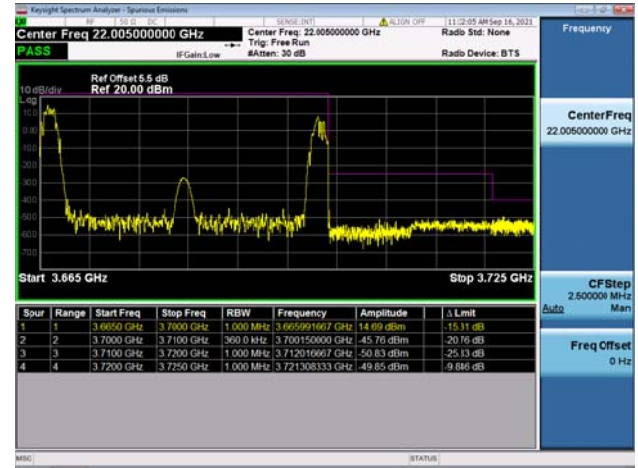 Keysight Spectrum Analyzer - Spurious Emissions
RF 50 Ω DC SENSE:INT ALIGN OFF 11:12:05 AM Sep 16, 2021
Center Freq 22.005000000 GHz
Center Freq: 22.005000000 GHz
Radio Std: None
Trig: Free Run
PASS
IFGain:Low
#Atten: 30 dB
Radio Device: BTS
Frequency
Ref Offset 5.5 dB
10 dB/div Ref 20.00 dBm
Log
10.0
0.00
-10.0
-20.0
-30.0
-40.0
-50.0
-60.0
-70.0
Start 3.665 GHz Stop 3.725 GHz
CenterFreq
22.005000000 GHz
CFStep
2.500000 MHz
Auto Man
Freq Offset
0 Hz
Spur Range Start Freq Stop Freq RBW Frequency Amplitude Δ Lmit
1 1 3.6650 GHz 3.7000 GHz 1.000 MHz 3.665991667 GHz 14.69 dBm -15.31 dB
2 2 3.7000 GHz 3.7100 GHz 360.0 kHz 3.700150000 GHz -45.76 dBm -20.76 dB
3 3 3.7100 GHz 3.7200 GHz 1.000 MHz 3.712016667 GHz -50.83 dBm -25.83 dB
4 4 3.7200 GHz 3.7250 GHz 1.000 MHz 3.721308333 GHz -49.85 dBm -9.846 dB
MSG STATUS